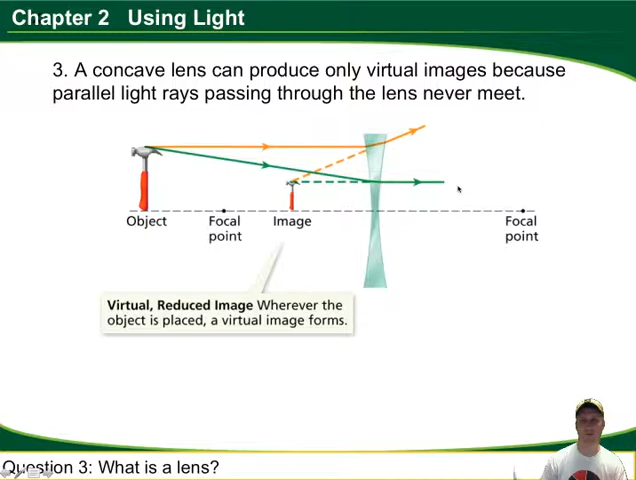 Chapter 2   Using Light
3. A concave lens can produce only virtual images because
parallel light rays passing through the lens never meet.
Object
Focal
point
Image
Focal
point
Virtual, Reduced Image Wherever the
object is placed, a virtual image forms.
Question 3: What is a lens?